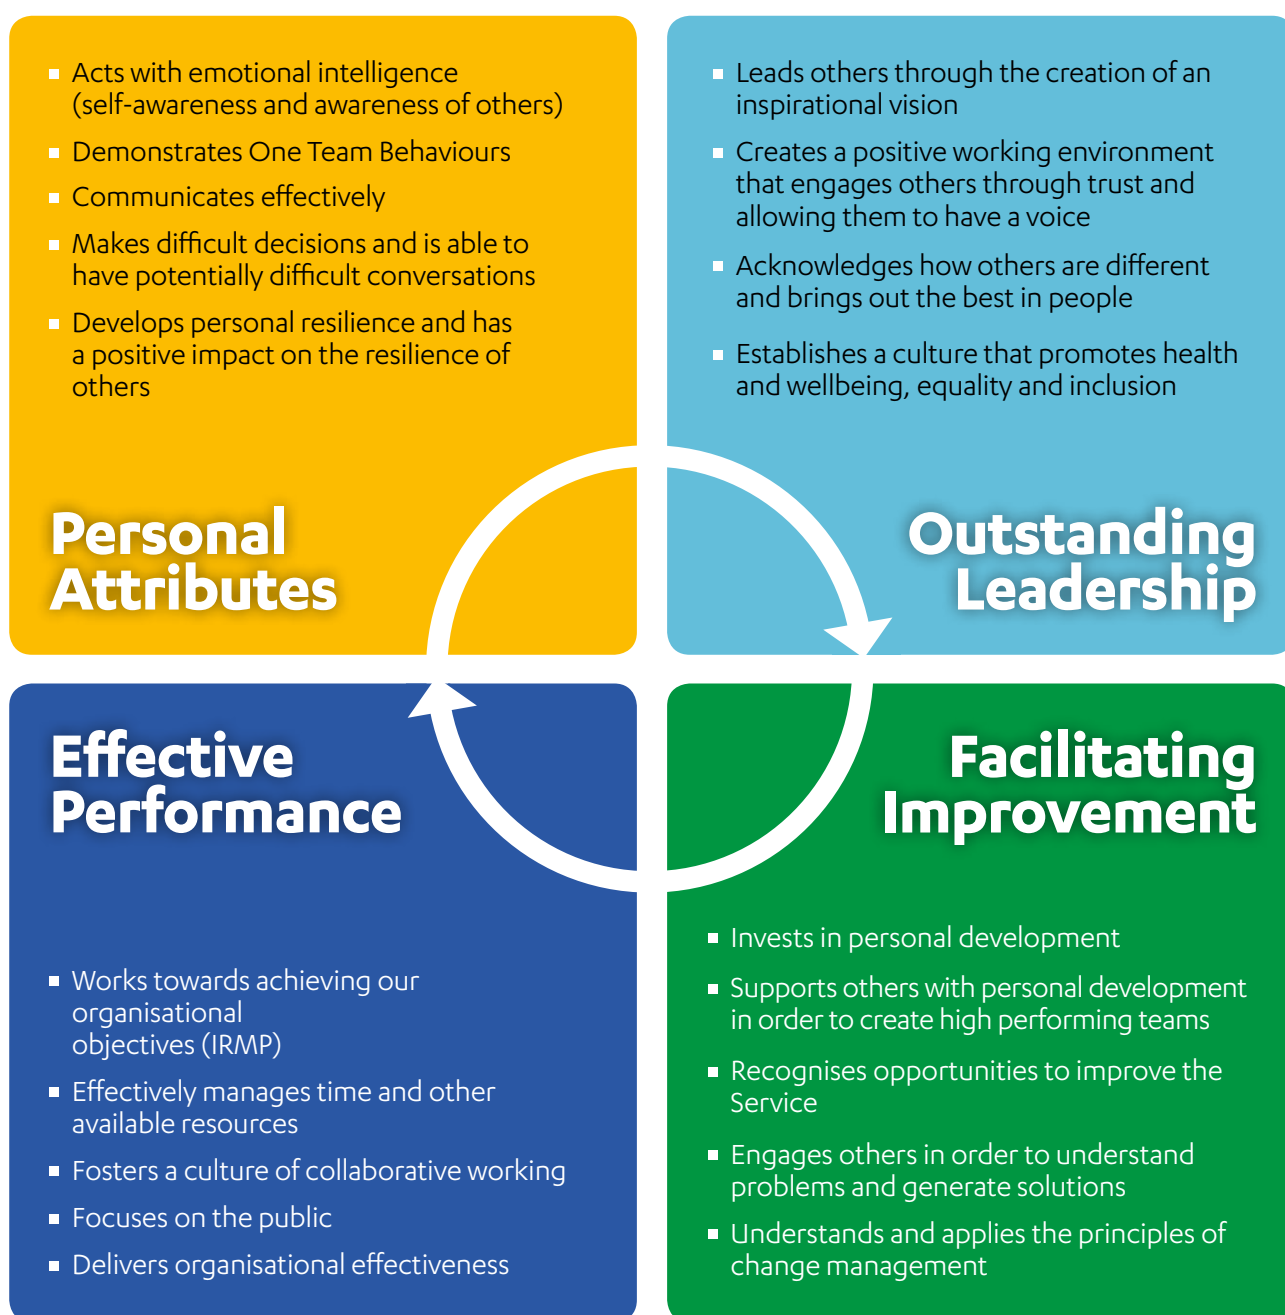 Acts with emotional intelligence
(self-awareness and awareness of others)
Demonstrates One Team Behaviours
Communicates effectively
Makes difficult decisions and is able to
have potentially difficult conversations
Develops personal resilience and has
a positive impact on the resilience of
others
Personal
Attributes
Leads others through the creation of an
inspirational vision
Creates a positive working environment
that engages others through trust and
allowing them to have a voice
Acknowledges how others are different
and brings out the best in people
Establishes a culture that promotes health
and wellbeing, equality and inclusion
Outstanding
Leadership
Effective
Performance
Works towards achieving our
organisational
objectives (IRMP)
Effectively manages time and other
available resources
Fosters a culture of collaborative working
Focuses on the public
Delivers organisational effectiveness
Facilitating
Improvement
Invests in personal development
Supports others with personal development
in order to create high performing teams
Recognises opportunities to improve the
Service
Engages others in order to understand
problems and generate solutions
Understands and applies the principles of
change management